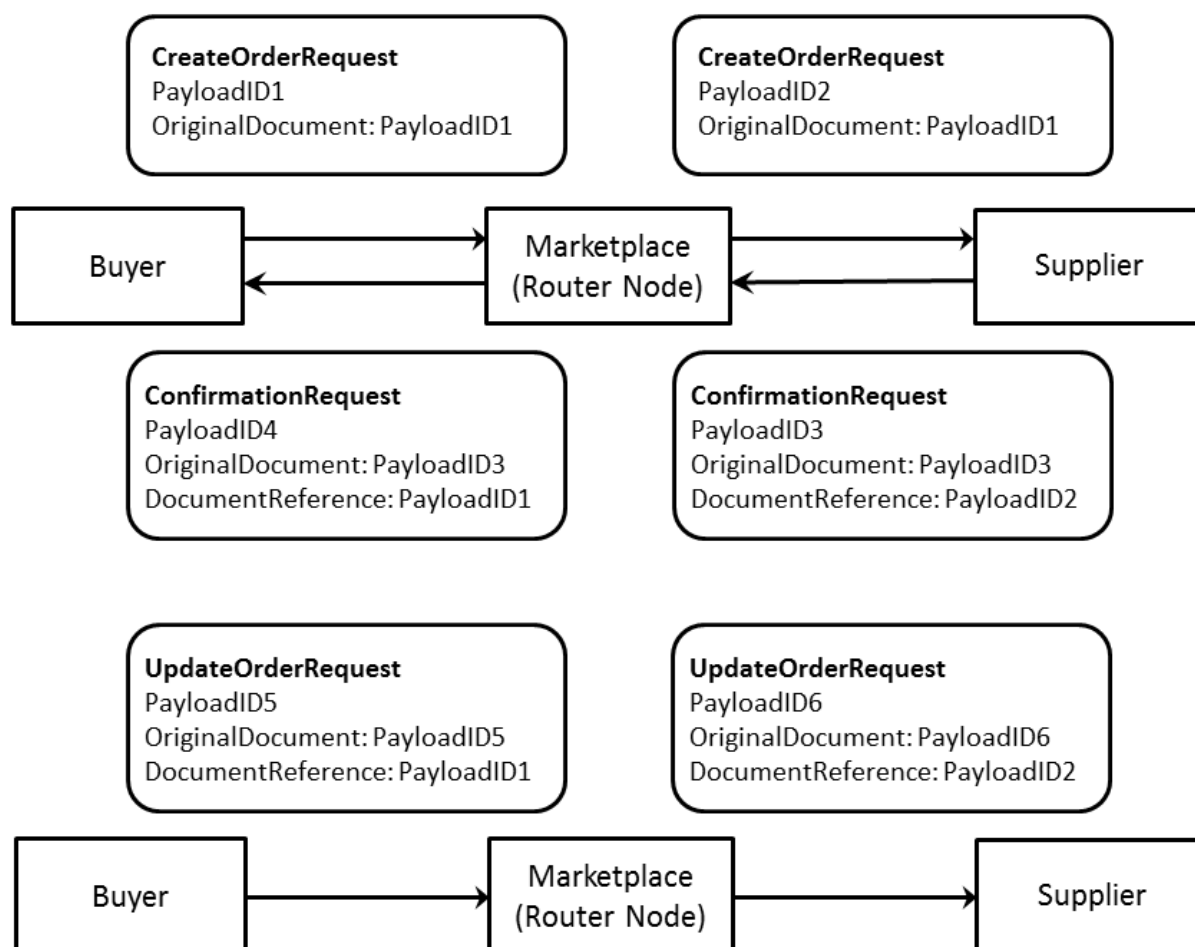 CreateOrderRequest
PayloadID1
OriginalDocument: PayloadID1
CreateOrderRequest
PayloadID2
OriginalDocument: PayloadID1
Buyer
Marketplace
(Router Node)
Supplier
ConfirmationRequest
PayloadID4
OriginalDocument: PayloadID3
DocumentReference: PayloadID1
ConfirmationRequest
PayloadID3
OriginalDocument: PayloadID3
DocumentReference: PayloadID2
UpdateOrderRequest
PayloadID5
OriginalDocument: PayloadID5
DocumentReference: PayloadID1
UpdateOrderRequest
PayloadID6
OriginalDocument: PayloadID6
DocumentReference: PayloadID2
Buyer
Marketplace
(Router Node)
Supplier